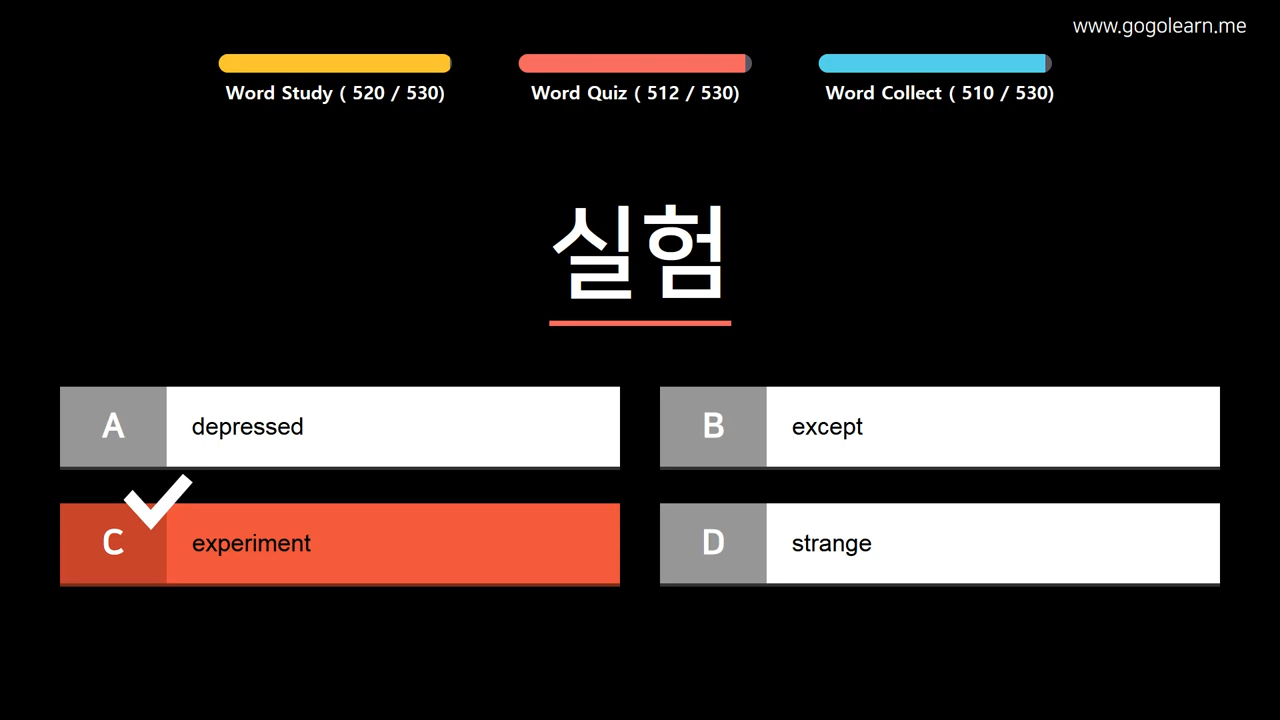 www.gogolearn.me
Word Study ( 520 / 530)
Word Quiz ( 512 / 530)
Word Collect ( 510 / 530)
실험
A depressed
B except
C experiment
D strange